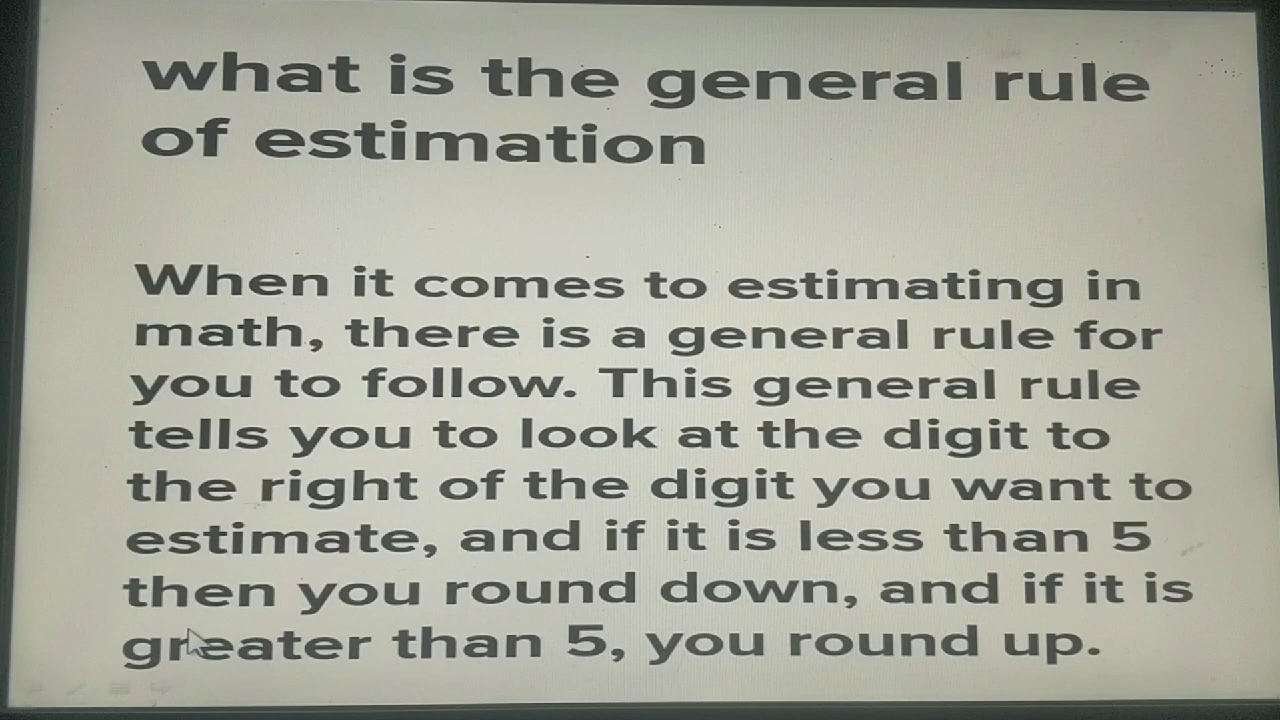 what is the general rule
of estimation
When it comes to estimating in
math, there is a general rule for
you to follow. This general rule
tells you to look at the digit to
the right of the digit you want to
estimate, and if it is less than 5
then you round down, and if it is
greater than 5, you round up.